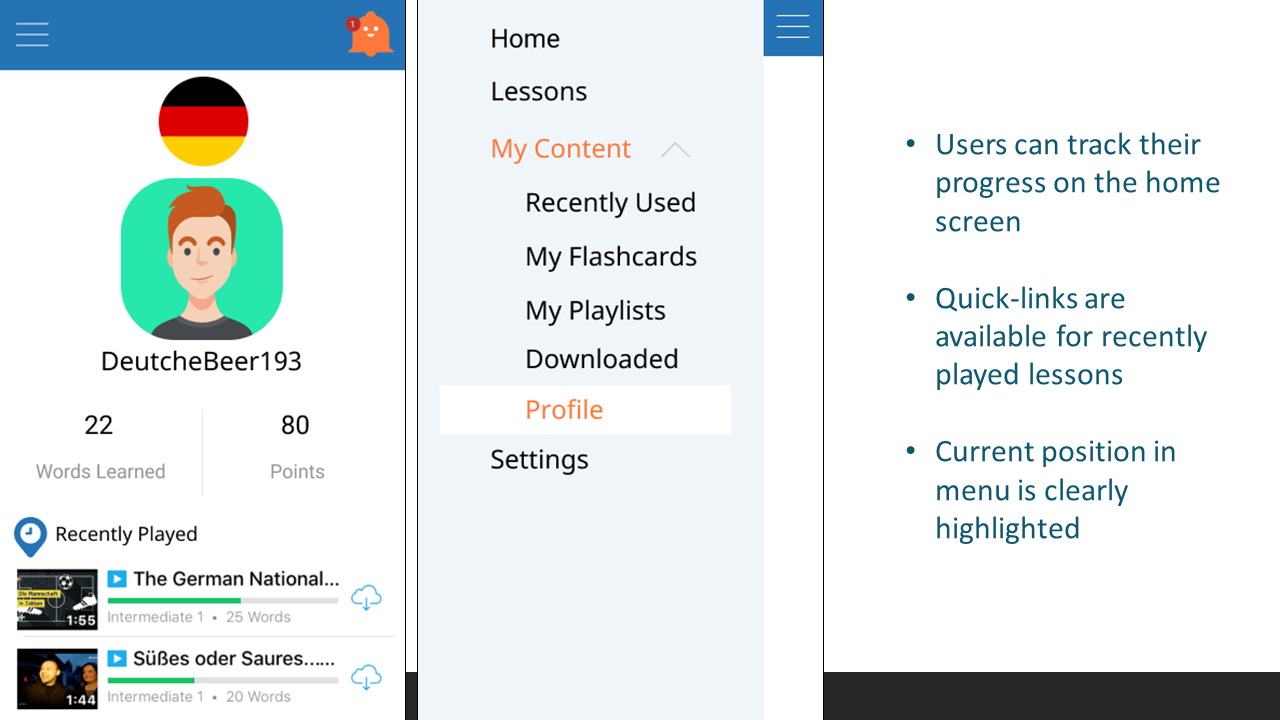 1
DeutcheBeer193
22
80
Words Learned
Points
Recently Played
Die Mannschaft
in Zahlen
1:55
The German National...
Intermediate 1 • 25 Words
1:44
Süßes oder Saures......
Intermediate 1 • 20 Words
Home
Lessons
My Content
Recently Used
My Flashcards
My Playlists
Downloaded
Profile
Settings
• Users can track their
progress on the home
screen
• Quick-links are
available for recently
played lessons
• Current position in
menu is clearly
highlighted